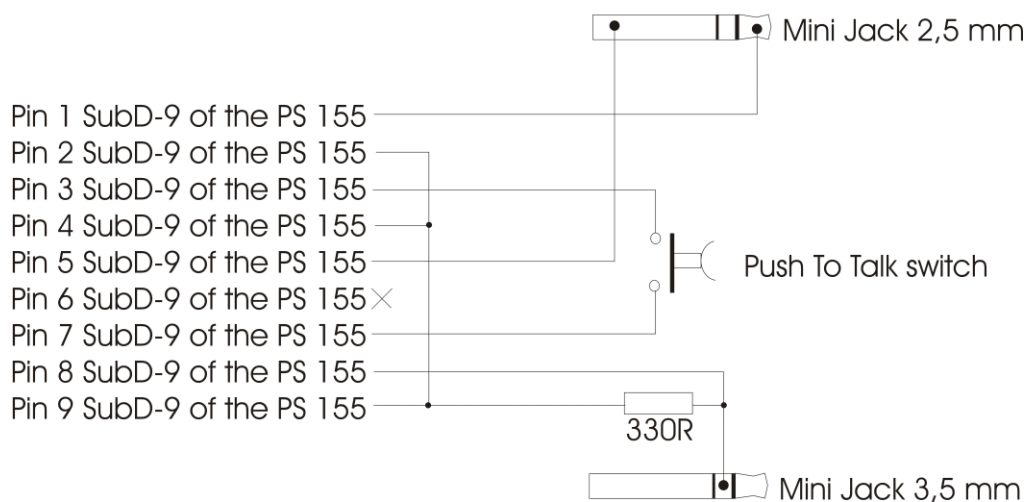 Mini Jack 2,5 mm
Pin 1 SubD-9 of the PS 155
Pin 2 SubD-9 of the PS 155
Pin 3 SubD-9 of the PS 155
Pin 4 SubD-9 of the PS 155
Pin 5 SubD-9 of the PS 155
Push To Talk switch
Pin 6 SubD-9 of the PS 155
Pin 7 SubD-9 of the PS 155
Pin 8 SubD-9 of the PS 155
Pin 9 SubD-9 of the PS 155
330R
Mini Jack 3,5 mm